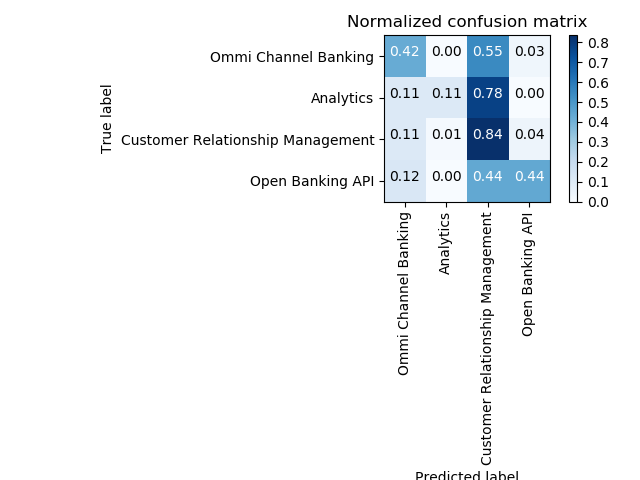 Normalized confusion matrix
True label
Ommi Channel Banking 0.42 0.00 0.55 0.03
Analytics 0.11 0.11 0.78 0.00
Customer Relationship Management 0.11 0.01 0.84 0.04
Open Banking API 0.12 0.00 0.44 0.44
0.8
0.7
0.6
0.5
0.4
0.3
0.2
0.1
0.0
Ommi Channel Banking
Analytics
Customer Relationship Management
Open Banking API
Predicted label